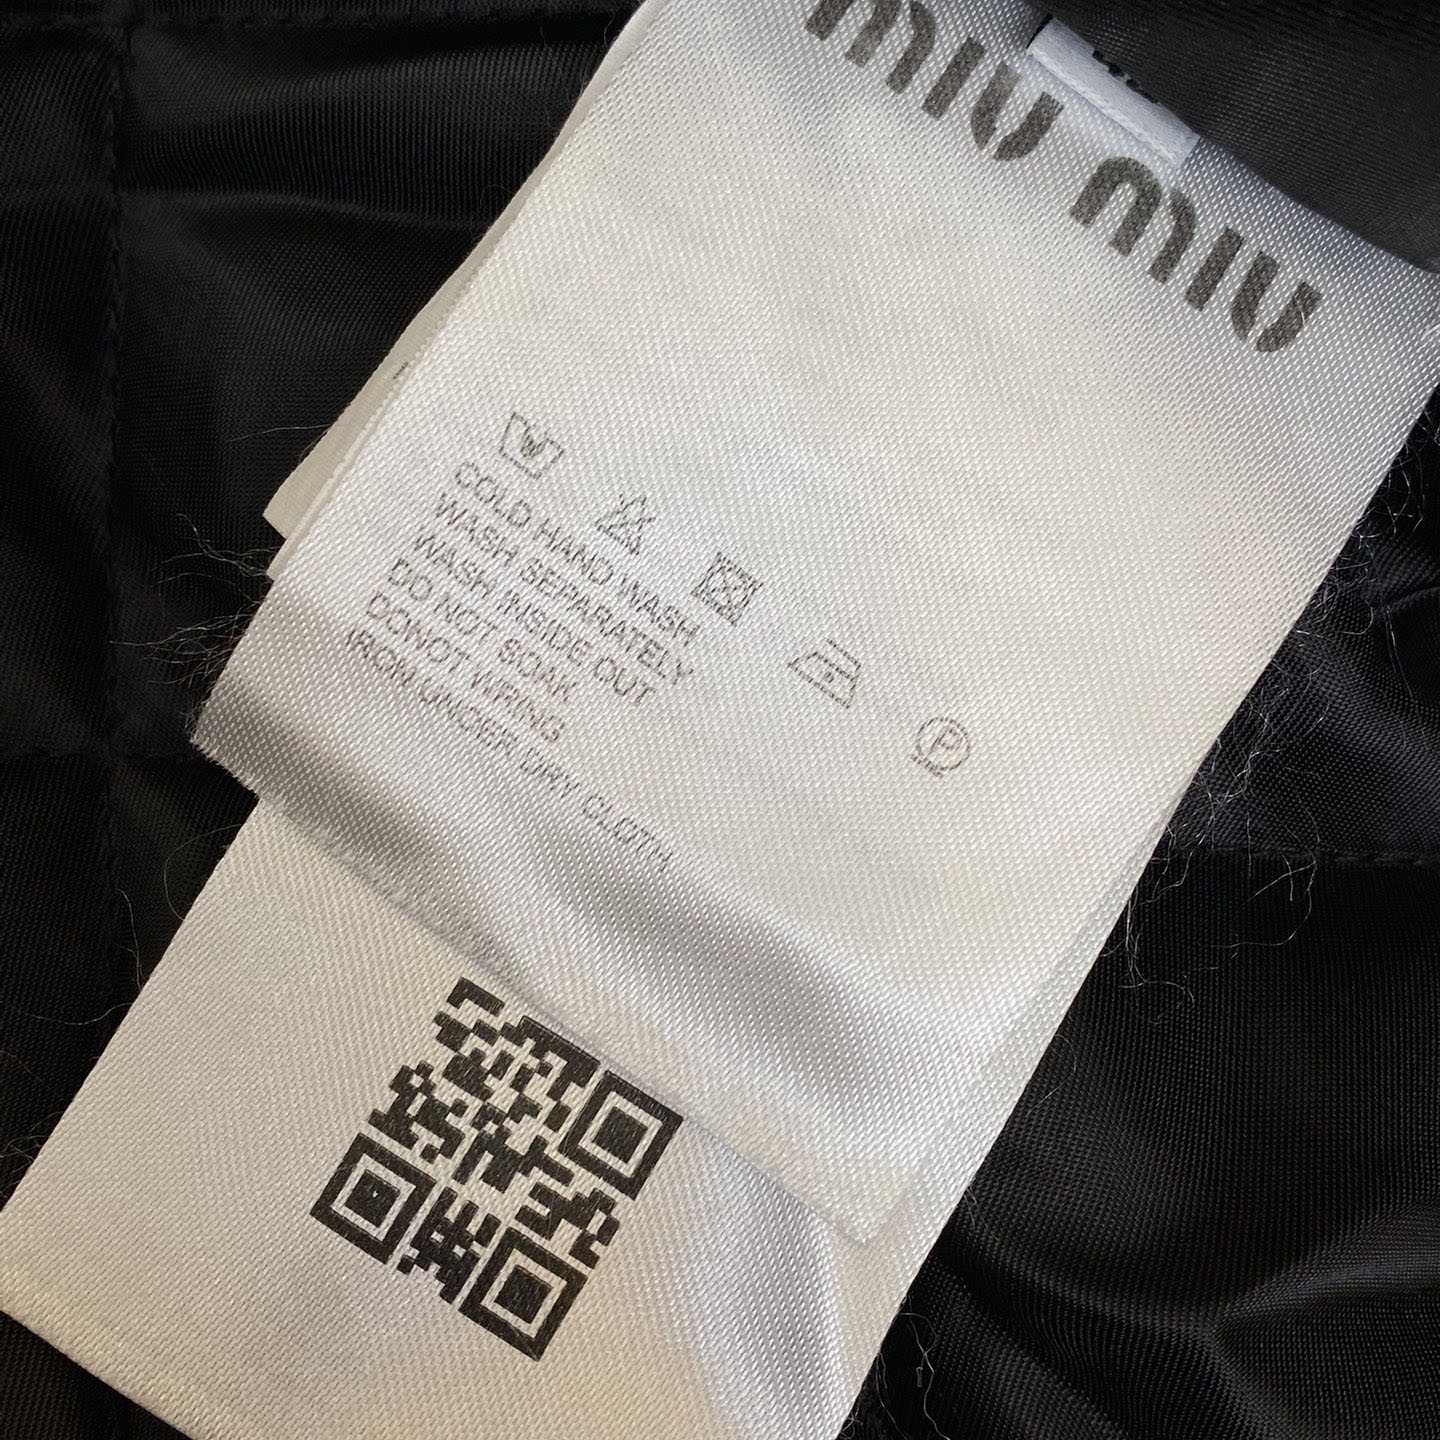 miu miu
COLD HAND WASH
WASH SEPARATELY
WASH INSIDE OUT
DO NOT SOAK
DONOT WRING
IRON UNDER DRY CLOTH
P